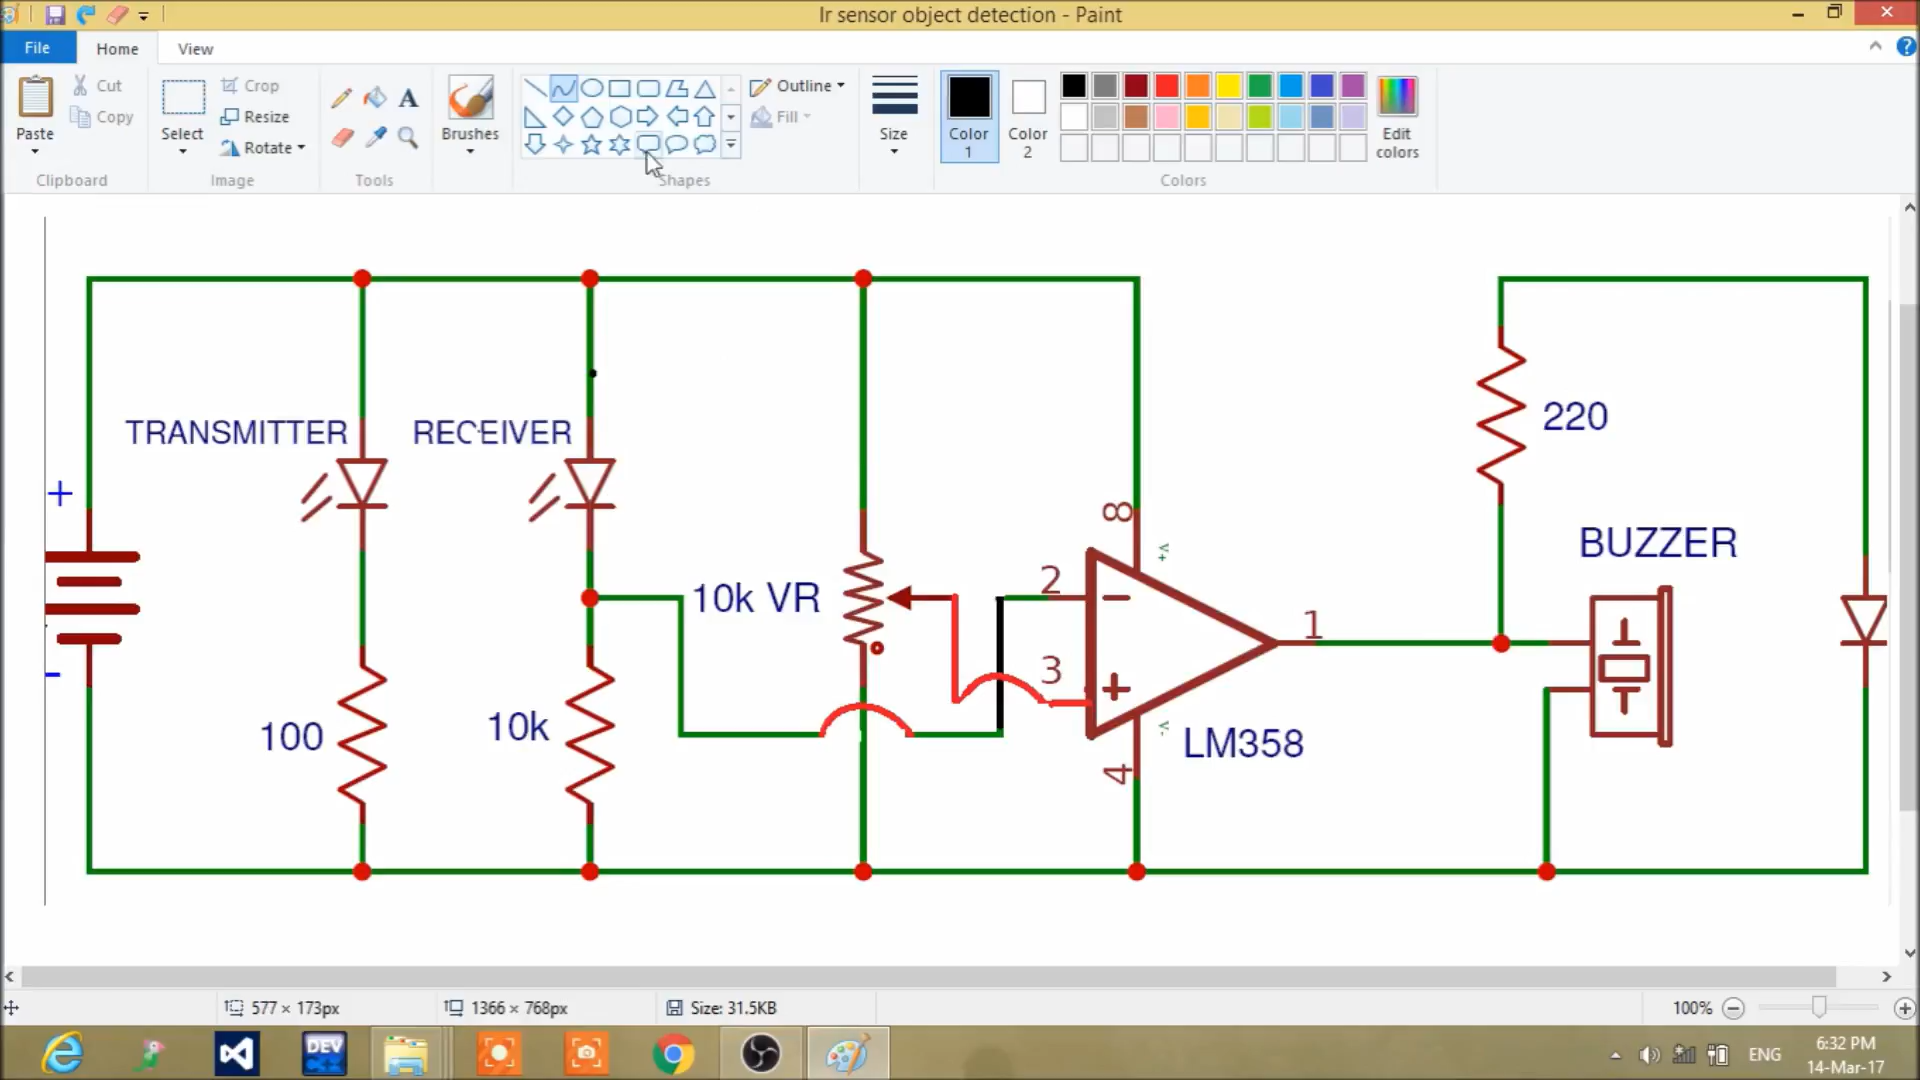 Ir sensor object detection - Paint
File Home View
Paste
Cut
Copy
Clipboard
Select
Crop
Resize
Rotate
Image
A
Tools
Brushes
Outline
Fill
Shapes
Size
Color 1
Color 2
Edit colors
Colors
TRANSMITTER RECEIVER
220
+
BUZZER
8
10k VR
2
−
1
3
+
-
100
10k
4
LM358
577 × 173px
1366 × 768px
Size: 31.5KB
100%
DEV
ENG
6:32 PM
14-Mar-17